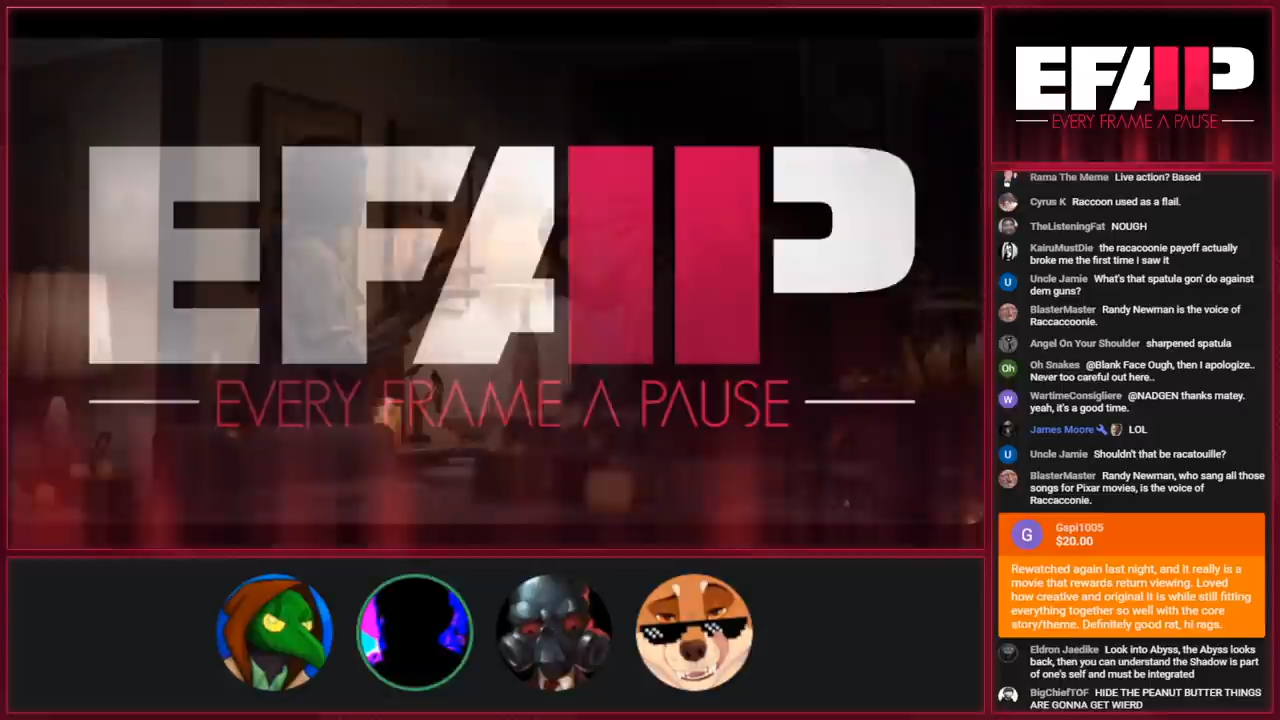 EFAP
EVERY FRAME A PAUSE
EFAP
EVERY FRAME A PAUSE
Rama The Meme Live action? Based
Cyrus K Raccoon used as a flail.
TheListeningFat NOUGH
KairuMustDie the racacoonie payoff actually
broke me the first time I saw it
U Uncle Jamie What's that spatula gon' do against
dem guns?
BlasterMaster Randy Newman is the voice of
Raccaccoonie.
Angel On Your Shoulder sharpened spatula
Oh Oh Snakes @Blank Face Ough, then I apologize..
Never too careful out here..
W WartimeConsigliere @NADGEN thanks matey.
yeah, it's a good time.
James Moore LOL
U Uncle Jamie Shouldn't that be racatouille?
BlasterMaster Randy Newman, who sang all those
songs for Pixar movies, is the voice of
Raccacconie.
G Gspi1005
$20.00
Rewatched again last night, and it really is a
movie that rewards return viewing. Loved
how creative and original it is while still fitting
everything together so well with the core
story/theme. Definitely good rat, hi rags.
Eldron Jaedike Look into Abyss, the Abyss looks
back, then you can understand the Shadow is part
of one's self and must be integrated
BigChiefTOF HIDE THE PEANUT BUTTER THINGS
ARE GONNA GET WIERD